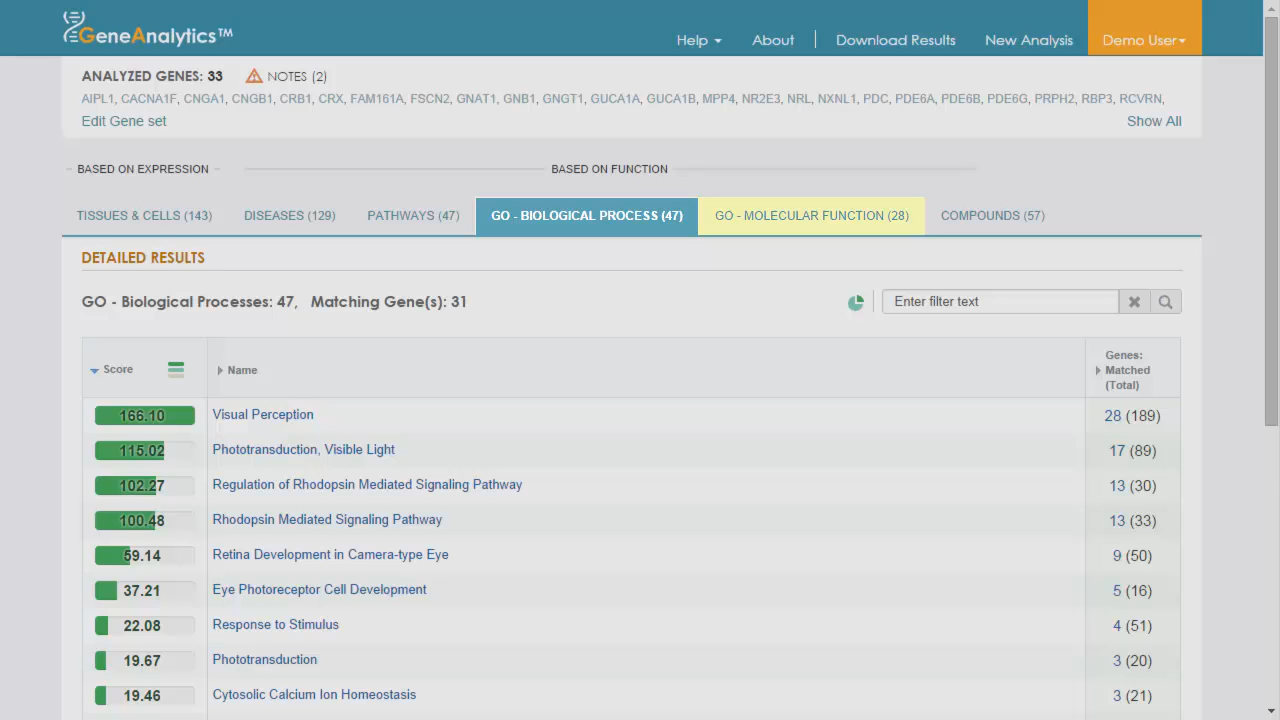 GeneAnalytics™
Help About Download Results New Analysis Demo User
ANALYZED GENES: 33 NOTES (2)
AIPL1, CACNA1F, CNGA1, CNGB1, CRB1, CRX, FAM161A, FSCN2, GNAT1, GNB1, GNGT1, GUCA1A, GUCA1B, MPP4, NR2E3, NRL, NXNL1, PDC, PDE6A, PDE6B, PDE6G, PRPH2, RBP3, RCVRN,
Edit Gene set Show All
BASED ON EXPRESSION BASED ON FUNCTION
TISSUES & CELLS (143) DISEASES (129) PATHWAYS (47) GO - BIOLOGICAL PROCESS (47) GO - MOLECULAR FUNCTION (28) COMPOUNDS (57)
DETAILED RESULTS
GO - Biological Processes: 47, Matching Gene(s): 31 Enter filter text
Score Name Genes: Matched (Total)
166.10 Visual Perception 28 (189)
115.02 Phototransduction, Visible Light 17 (89)
102.27 Regulation of Rhodopsin Mediated Signaling Pathway 13 (30)
100.48 Rhodopsin Mediated Signaling Pathway 13 (33)
59.14 Retina Development in Camera-type Eye 9 (50)
37.21 Eye Photoreceptor Cell Development 5 (16)
22.08 Response to Stimulus 4 (51)
19.67 Phototransduction 3 (20)
19.46 Cytosolic Calcium Ion Homeostasis 3 (21)